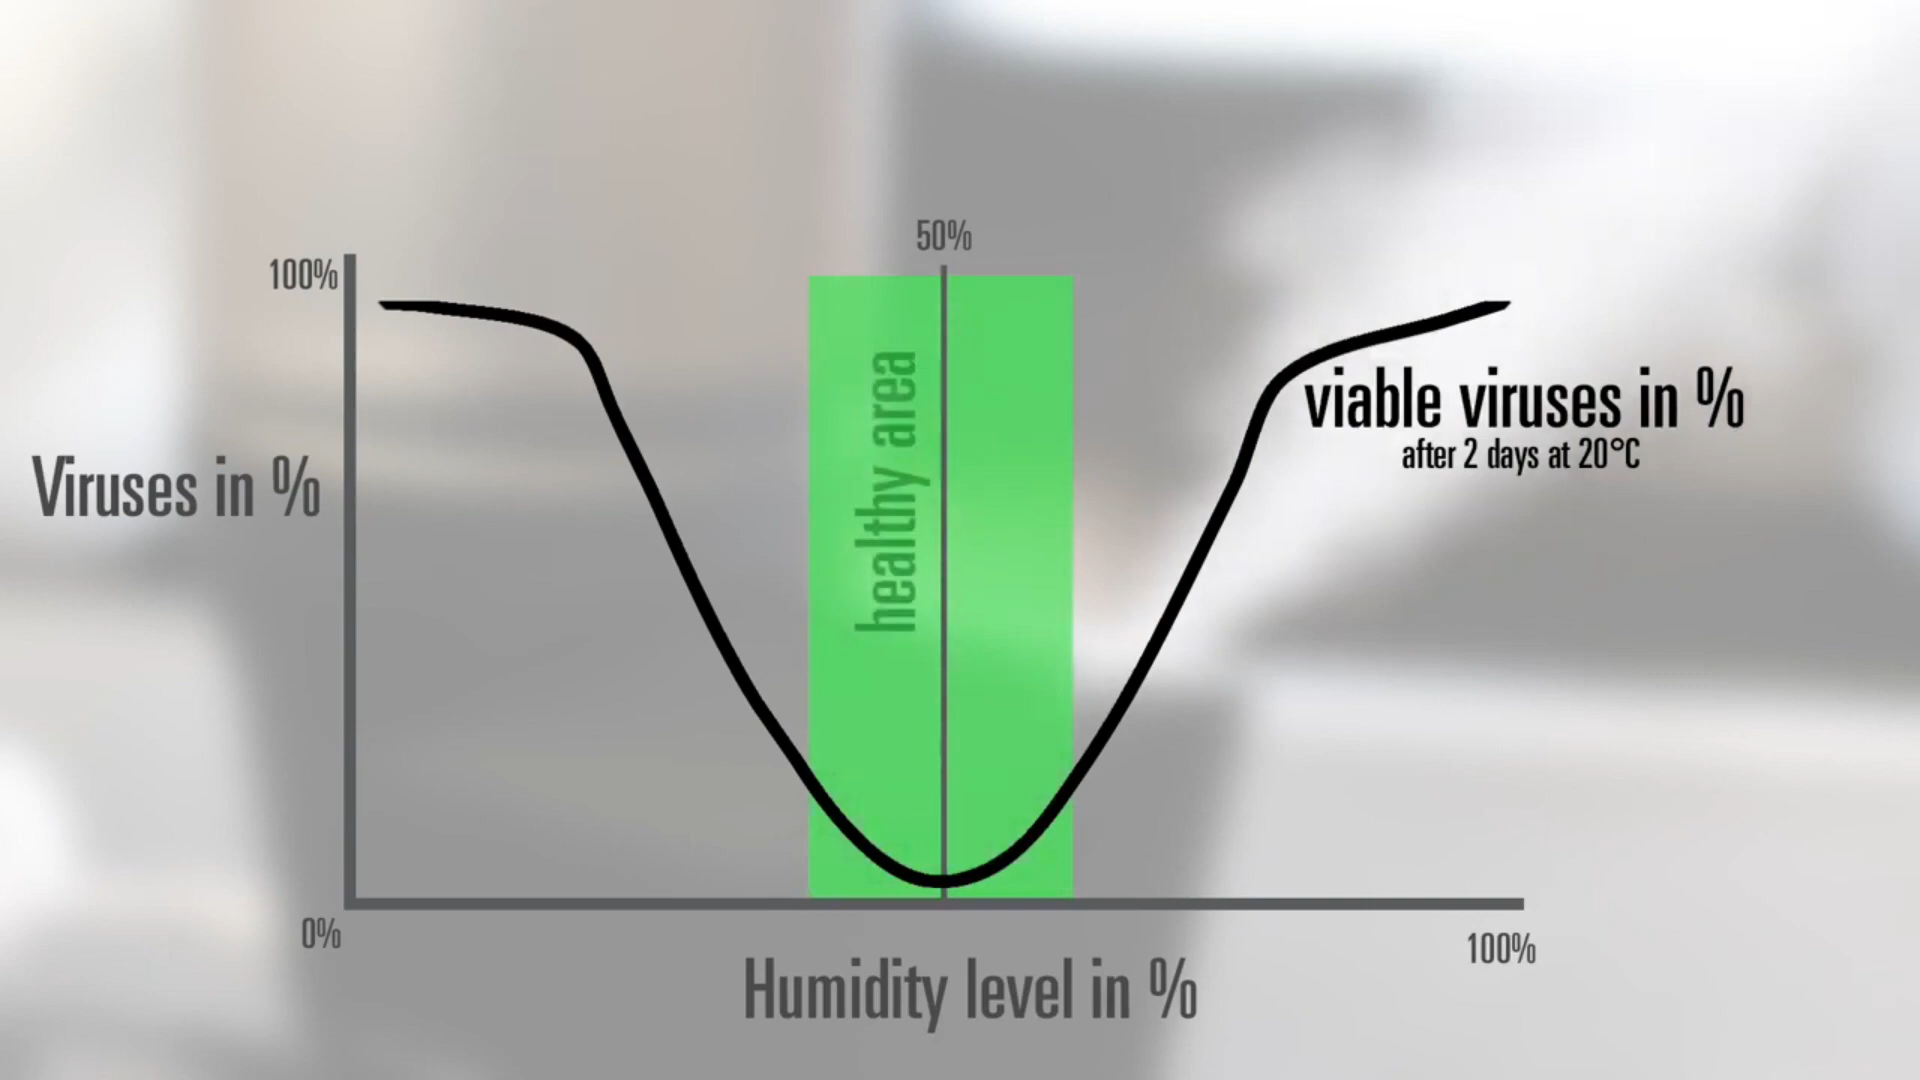 50%
100%
healthy area
viable viruses in %
after 2 days at 20°C
Viruses in %
0%
100%
Humidity level in %